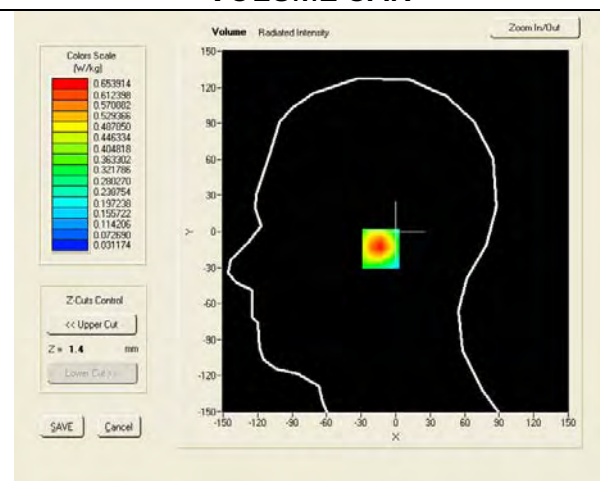 Volume Radiated Intensity
Zoom In/Out
Colors Scale
(W/kg)
0.653914
0.612398
0.570882
0.529366
0.487850
0.446334
0.404818
0.363302
0.321786
0.280270
0.238754
0.197238
0.155722
0.114206
0.072690
0.031174
Z-Cuts Control
<< Upper Cut
Z = 1.4 mm
Lower Cut >>
SAVE Cancel
150
120
90
60
30
0
-30
-60
-90
-120
-150
Y
-150 -120 -90 -60 -30 0 30 60 90 120 150
X